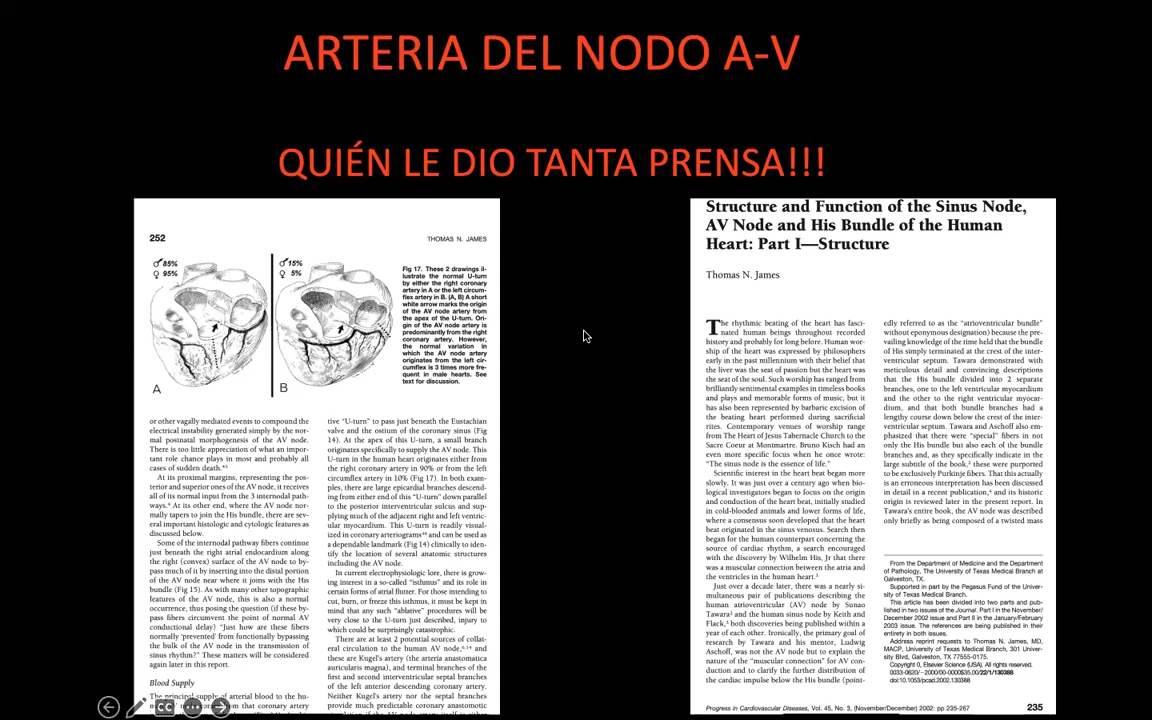 ARTERIA DEL NODO A-V
QUIÉN LE DIO TANTA PRENSA!!!
252
THOMAS N. JAMES
♂ 85%
♀ 95%
♂ 15%
♀ 5%
A
B
Fig 17. These 2 drawings il-
lustrate the normal U-turn
by either the right coronary
artery in A or the left circum-
flex artery in B. (A, B) A short
white arrow marks the origin
of the AV node artery from
the apex of the U-turn. Ori-
gin of the AV node artery is
predominantly from the right
coronary artery. However,
the normal variation in
which the AV node artery
originates from the left cir-
cumflex is 3 times more fre-
quent in male hearts. See
text for discussion.
or other vagally mediated events to compound the
electrical instability generated simply by the nor-
mal postnatal morphogenesis of the AV node.
There is too little appreciation of what an impor-
tant role chance plays in most and probably all
cases of sudden death.
At its proximal margins, representing the pos-
terior and superior ones of the AV node, it receives
all of its normal input from the 3 internodal path-
ways. At its other end, where the AV node nor-
mally tapers to join the His bundle, there are sev-
eral important histologic and cytologic features as
discussed below.
Some of the internodal pathway fibers continue
just beneath the right atrial endocardium along
the right (convex) surface of the AV node to by-
pass much of it by inserting into the distal portion
of the AV node near where it joins with the His
bundle (Fig 15). As with many other topographic
features of the AV node, this is also a normal
occurrence, thus posing the question (if these by-
pass fibers circumvent the point of normal AV
conductional delay) “Just how are these fibers
normally ‘prevented’ from functionally bypassing
the bulk of the AV node in the transmission of
sinus rhythm?” These matters will be considered
again later in this report.
Blood Supply
The principal supply of arterial blood to the hu-
that coronary artery
tive “U-turn” to pass just beneath the Eustachian
valve and the ostium of the coronary sinus (Fig
14). At the apex of this U-turn, a small branch
originates specifically to supply the AV node. This
U-turn in the human heart originates either from
the right coronary artery in 90% or from the left
circumflex artery in 10% (Fig 17). In both exam-
ples, there are large epicardial branches descend-
ing from either end of this “U-turn” down parallel
to the posterior interventricular sulcus and sup-
plying much of the adjacent right and left ventric-
ular myocardium. This U-turn is readily visual-
ized in coronary arteriograms and can be used as
a dependable landmark (Fig 14) clinically to iden-
tify the location of several anatomic structures
including the AV node.
In current electrophysiologic lore, there is grow-
ing interest in a so-called “isthmus” and its role in
certain forms of atrial flutter. For those intending to
cut, burn, or freeze this isthmus, it must be kept in
mind that any such “ablative” procedures will be
very close to the U-turn just described, injury to
which could be surprisingly catastrophic.
There are at least 2 potential sources of collat-
eral circulation to the human AV node, and
these are Kugel's artery (the arteria anastomatica
auricularis magna), and terminal branches of the
first and second interventricular septal branches
of the left anterior descending coronary artery.
Neither Kugel's artery nor the septal branches
provide much predictable coronary anastomotic
Structure and Function of the Sinus Node,
AV Node and His Bundle of the Human
Heart: Part I—Structure
Thomas N. James
The rhythmic beating of the heart has fasci-
nated human beings throughout recorded
history and probably for long before. Human wor-
ship of the heart was expressed by philosophers
early in the past millennium with their belief that
the liver was the seat of passion but the heart was
the seat of the soul. Such worship has ranged from
brilliantly sentimental examples in timeless books
and plays and memorable forms of music, but it
has also been represented by barbaric excision of
the beating heart performed during sacrificial
rites. Contemporary venues of worship range
from The Heart of Jesus Tabernacle Church to the
Sacre Coeur at Montmartre. Bruno Kisch had an
even more specific focus when he once wrote:
“The sinus node is the essence of life.”
Scientific interest in the heart beat began more
slowly. It was just over a century ago when bio-
logical investigators began to focus on the origin
and conduction of the heart beat, initially studied
in cold-blooded animals and lower forms of life,
where a consensus soon developed that the heart
beat originated in the sinus venosus. Search then
began for the human counterpart concerning the
source of cardiac rhythm, a search encouraged
with the discovery by Wilhelm His, Jr that there
was a muscular connection between the atria and
the ventricles in the human heart.
Just over a decade later, there was a nearly si-
multaneous pair of publications describing the
human atrioventricular (AV) node by Sunao
Tawara and the human sinus node by Keith and
Flack, both discoveries being published within a
year of each other. Ironically, the primary goal of
research by Tawara and his mentor, Ludwig
Aschoff, was not the AV node but to explain the
nature of the “muscular connection” for AV con-
duction and to clarify the further distribution of
the cardiac impulse below the His Bundle (point-
edly referred to as the “atrioventricular bundle”
without eponymous designation) because the pre-
vailing knowledge of the time held that the bundle
of His simply terminated at the crest of the inter-
ventricular septum. Tawara demonstrated with
meticulous detail and convincing descriptions
that the His bundle divided into 2 separate
branches, one to the left ventricular myocardium
and the other to the right ventricular myocar-
dium, and that both bundle branches had a
lengthy course down below the crest of the inter-
ventricular septum. Tawara and Aschoff also em-
phasized that there were “special” fibers in not
only the His bundle but also each of the bundle
branches and, as they specifically indicate in the
large subtitle of the book, these were purported
to be exclusively Purkinje fibers. That this actually
is an erroneous interpretation has been discussed
in detail in a recent publication, and its historic
origin is reviewed later in the present report. In
Tawara's entire book, the AV node was described
only briefly as being composed of a twisted mass
From the Department of Medicine and the Department
of Pathology, The University of Texas Medical Branch at
Galveston, TX.
Supported in part by the Pegasus Fund of the Univer-
sity of Texas Medical Branch.
This article has been divided into two parts and pub-
lished in two issues of the Journal. Part I in the November/
December 2002 issue and Part II in the January/February
2003 issue. The references are being published in their
entirety in both issues.
Address reprint requests to Thomas N. James, MD,
MACP, University of Texas Medical Branch, 301 Univer-
sity Blvd, Galveston, TX 77555-0175.
Copyright 0, Elsevier Science (USA). All rights reserved.
0033-0620/-2002/00-0000$35.00/22/1/130388
doi:10.1053/pcad.2002.130388
Progress in Cardiovascular Diseases, Vol. 45, No. 3, (November/December) 2002: pp 235-267
235